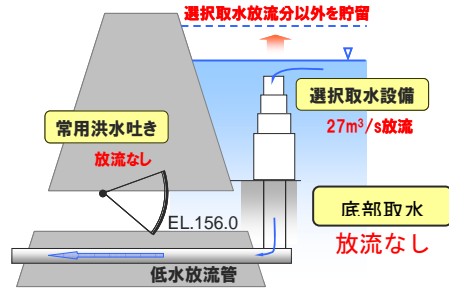 選択取水放流分以外を貯留
選択取水設備
27m³/s放流
常用洪水吐き
放流なし
EL.156.0
底部取水
放流なし
低水放流管